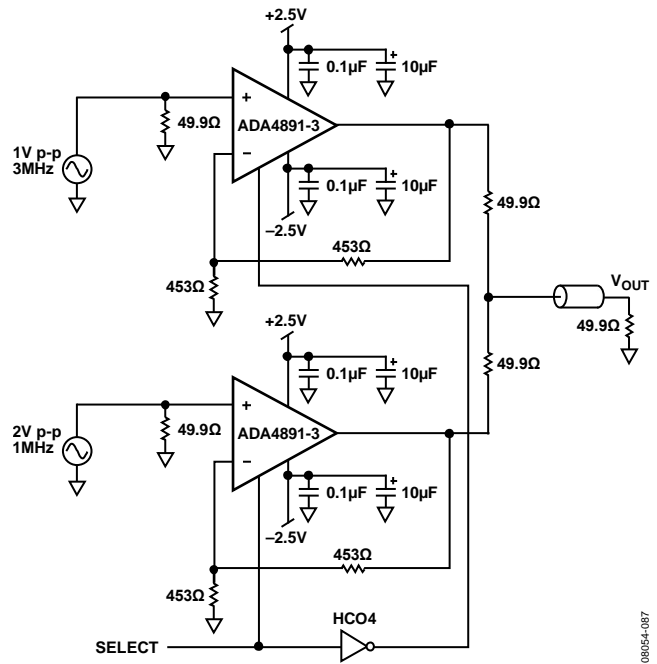 +2.5V
0.1µF
10µF
+
+
ADA4891-3
49.9Ω
1V p-p
3MHz
−
+
0.1µF
10µF
49.9Ω
−2.5V
453Ω
453Ω
VOUT
49.9Ω
+2.5V
+
0.1µF
10µF
49.9Ω
+
ADA4891-3
49.9Ω
2V p-p
1MHz
−
+
0.1µF
10µF
−2.5V
453Ω
453Ω
HCO4
SELECT
08054-087